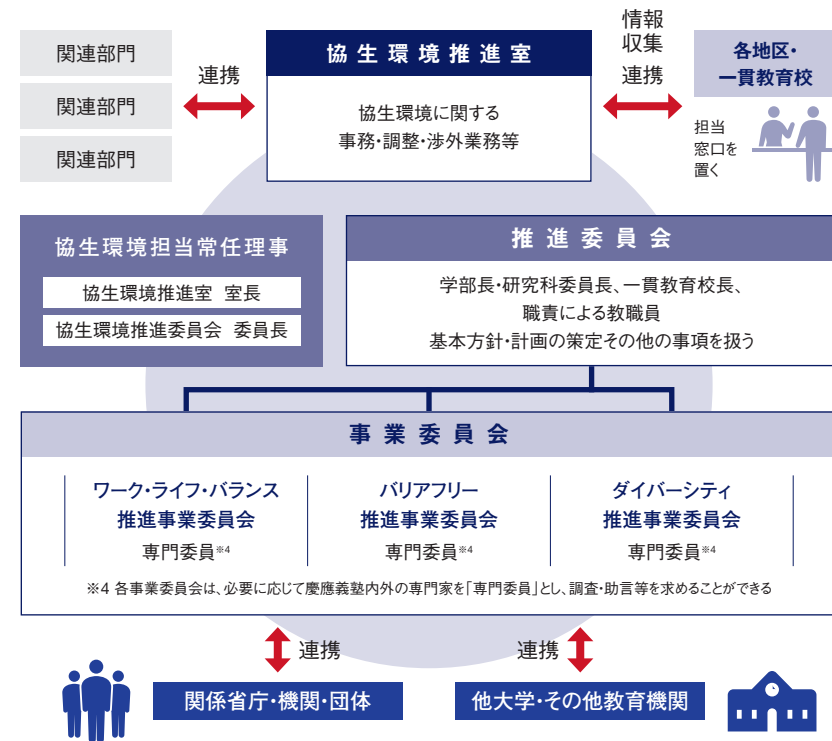 関連部門
関連部門
関連部門
連携
協生環境推進室
協生環境に関する
事務・調整・渉外業務等
情報
収集
連携
各地区・
一貫教育校
担当
窓口を
置く
協生環境担当常任理事
協生環境推進室 室長
協生環境推進委員会 委員長
推進委員会
学部長・研究科委員長、一貫教育校長、
職責による教職員
基本方針・計画の策定その他の事項を扱う
事業委員会
ワーク・ライフ・バランス
推進事業委員会
専門委員※4
バリアフリー
推進事業委員会
専門委員※4
ダイバーシティ
推進事業委員会
専門委員※4
※4 各事業委員会は、必要に応じて慶應義塾内外の専門家を「専門委員」とし、調査・助言等を求めることができる
連携
関係省庁・機関・団体
連携
他大学・その他教育機関